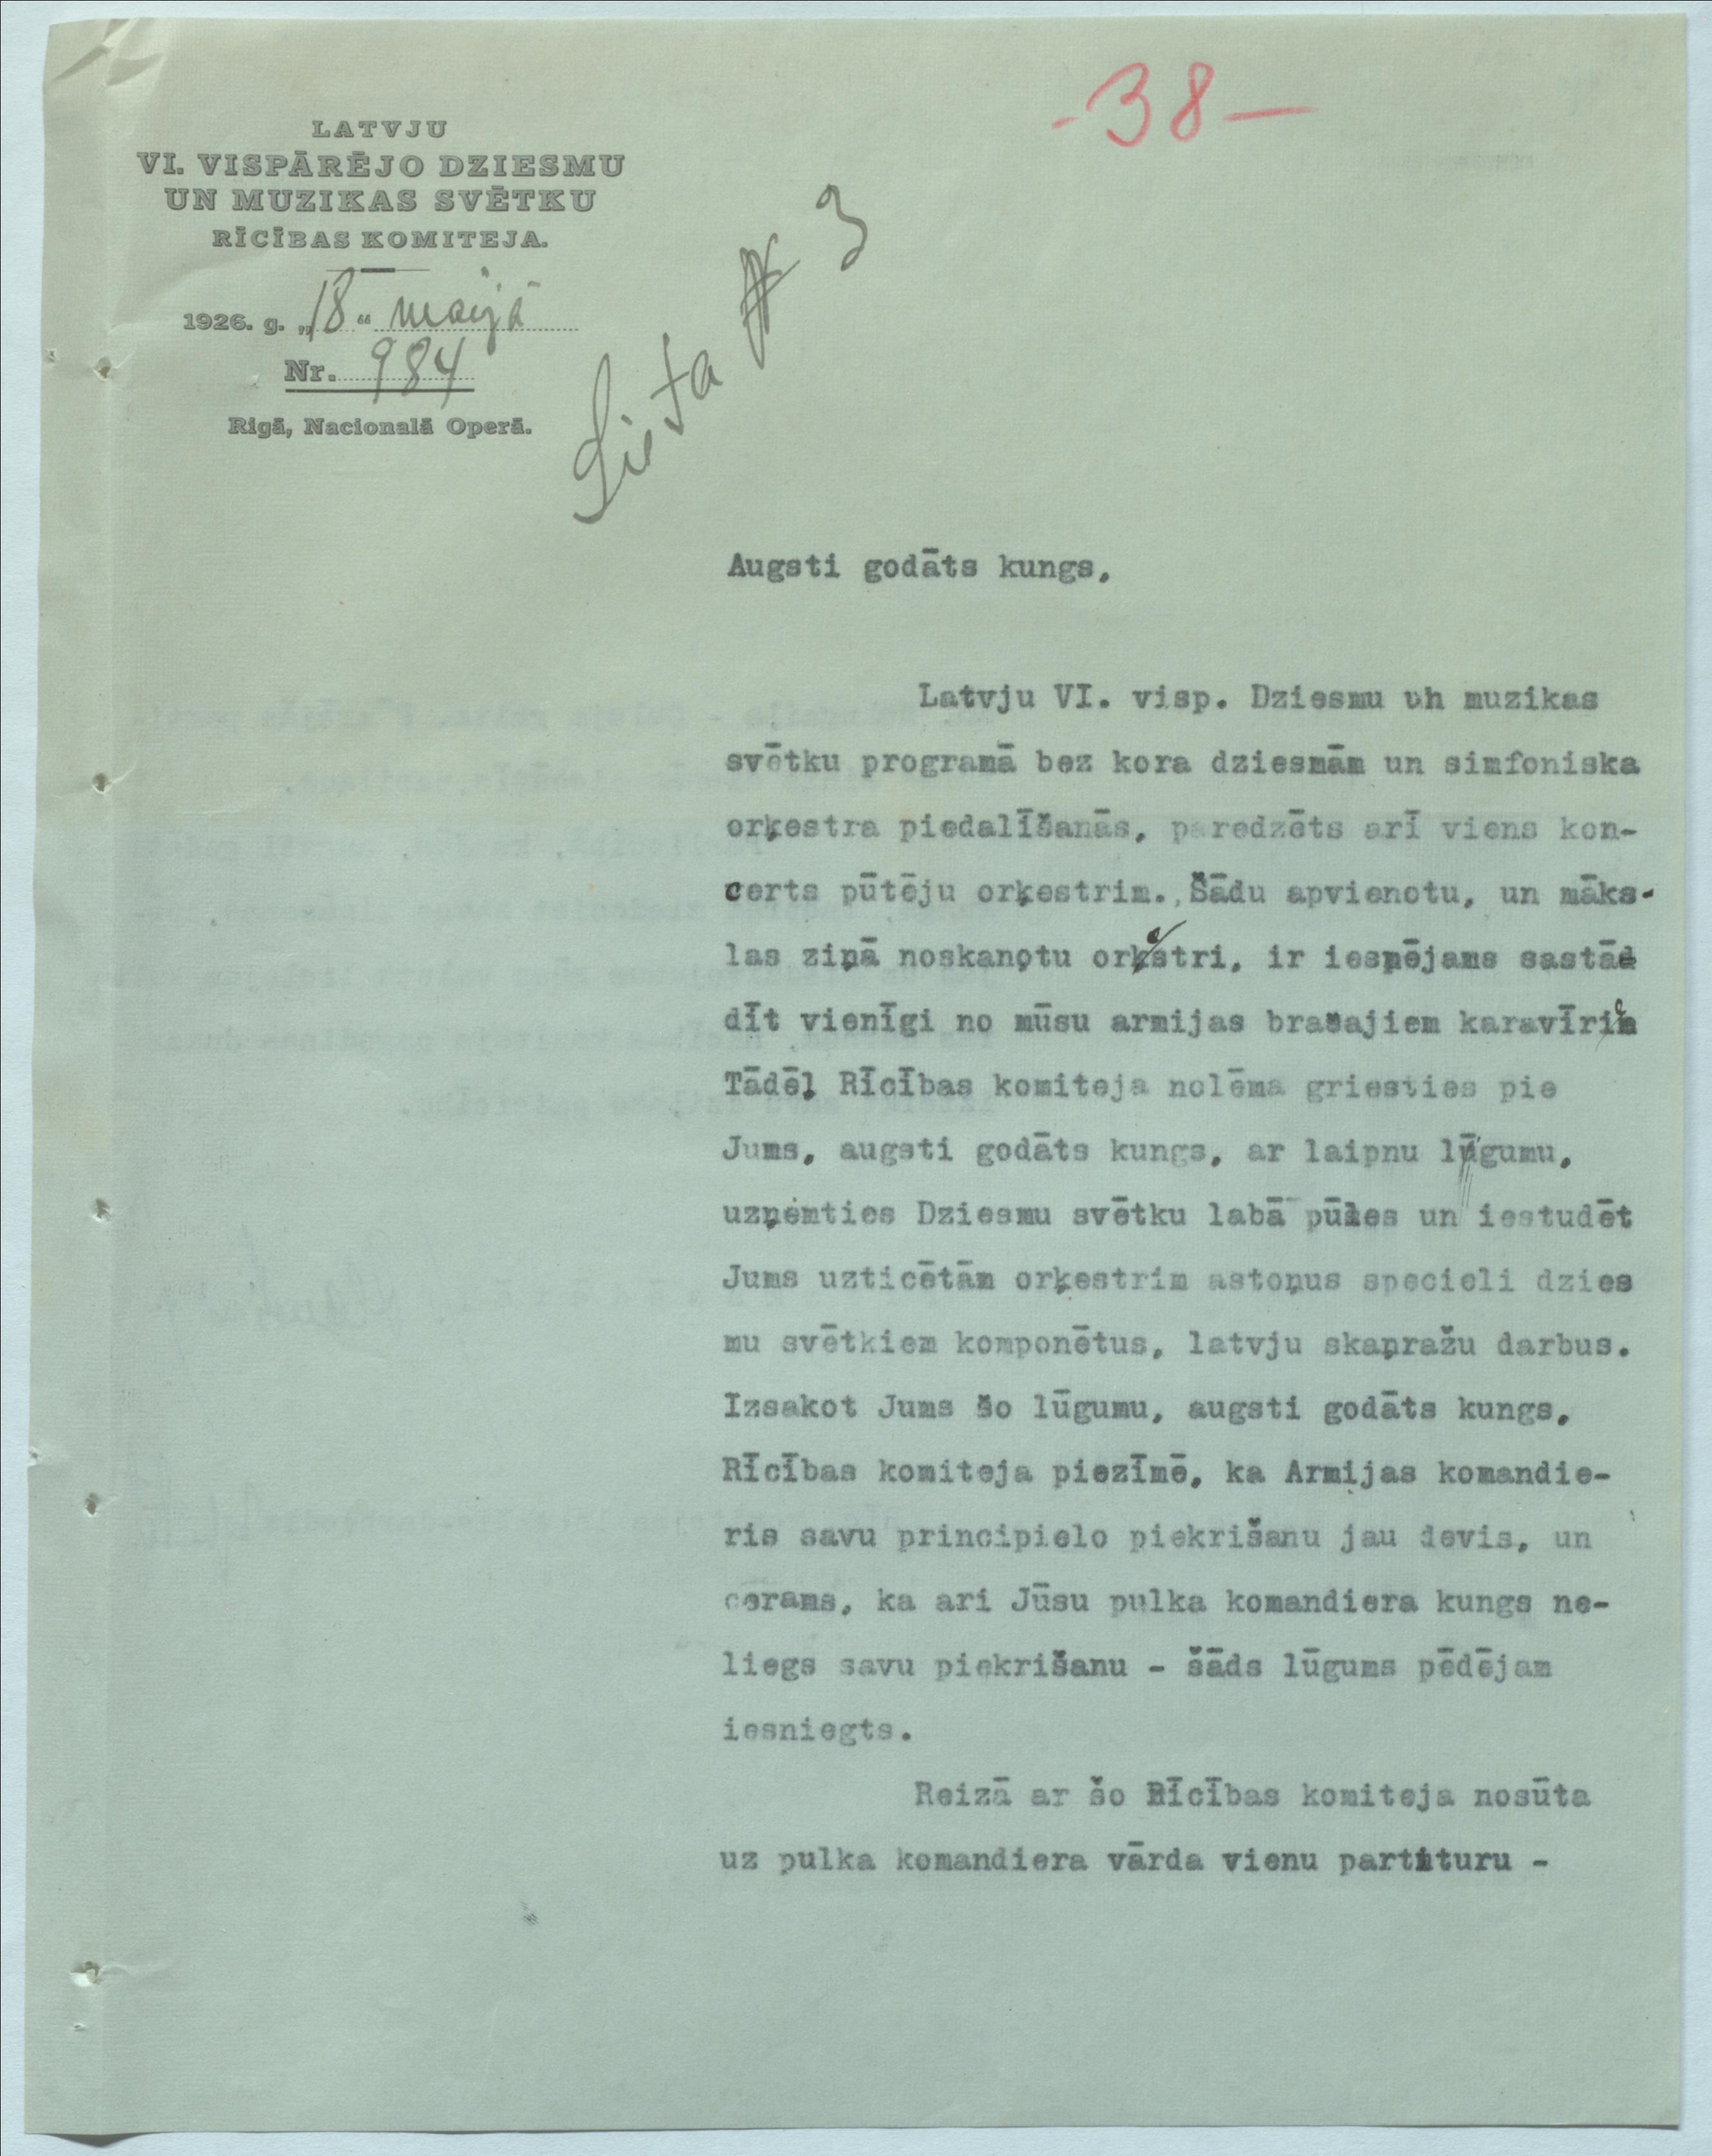 -38-
LATVJU
VI. VISPĀRĒJO DZIESMU
UN MUZIKAS SVĒTKU
RĪCĪBAS KOMITEJA.
1926. g. „18“ maijā
Nr. 984
Rīgā, Nacionalā Operā.
Lieta № 3
Augsti godāts kungs,
Latvju VI. visp. Dziesmu un muzikas
svētku programā bez kora dziesmām un simfoniska
orķestra piedalīšanās, paredzēts arī viens kon-
certs pūtēju orķestrim. Šādu apvienotu, un māks-
las ziņā noskaņotu orķestri, ir iespējams sastād
dīt vienīgi no mūsu armijas brašajiem karavīriem
Tādēļ Rīcības komiteja nolēma griesties pie
Jums, augsti godāts kungs, ar laipnu lūgumu,
uzņemties Dziesmu svētku labā pūles un iestudēt
Jums uzticētām orķestrim astoņus specieli dzies
mu svētkiem komponētus, latvju skaņražu darbus.
Izsakot Jums šo lūgumu, augsti godāts kungs,
Rīcības komiteja piezīmē, ka Armijas komandie-
ris savu principielo piekrišanu jau devis, un
cerams, ka ari Jūsu pulka komandiera kungs ne-
liegs savu piekrišanu - šāds lūgums pēdējam
iesniegts.
Reizā ar šo Rīcības komiteja nosūta
uz pulka komandiera vārda vienu partituru -